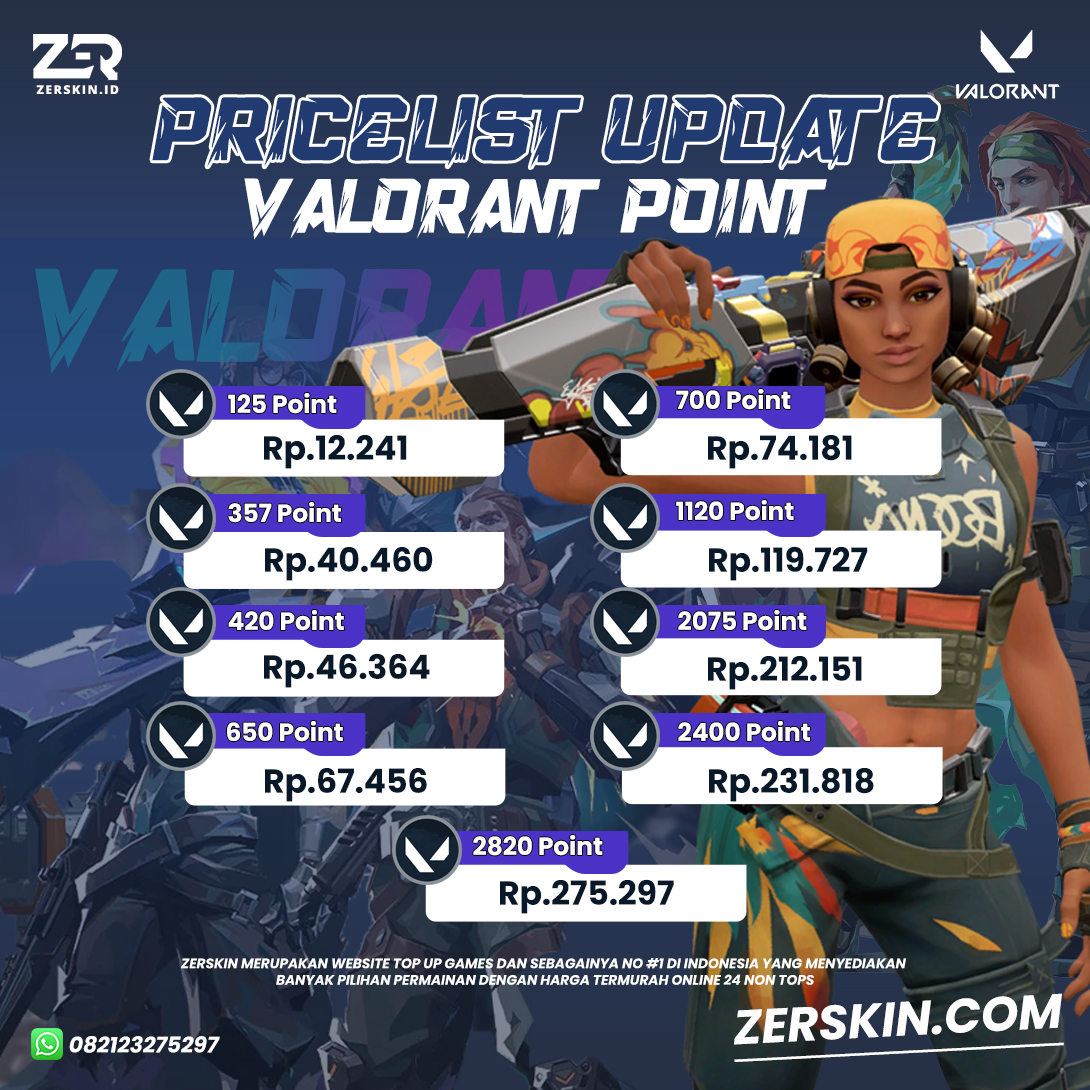 ZER
ZERSKIN.ID
VALORANT
PRICELIST UPDATE
VALORANT POINT
VALORANT
125 Point
Rp.12.241
700 Point
Rp.74.181
357 Point
Rp.40.460
1120 Point
Rp.119.727
420 Point
Rp.46.364
2075 Point
Rp.212.151
650 Point
Rp.67.456
2400 Point
Rp.231.818
2820 Point
Rp.275.297
ZERSKIN MERUPAKAN WEBSITE TOP UP GAMES DAN SEBAGAINYA NO #1 DI INDONESIA YANG MENYEDIAKAN
BANYAK PILIHAN PERMAINAN DENGAN HARGA TERMURAH ONLINE 24 NON TOPS
082123275297
ZERSKIN.COM